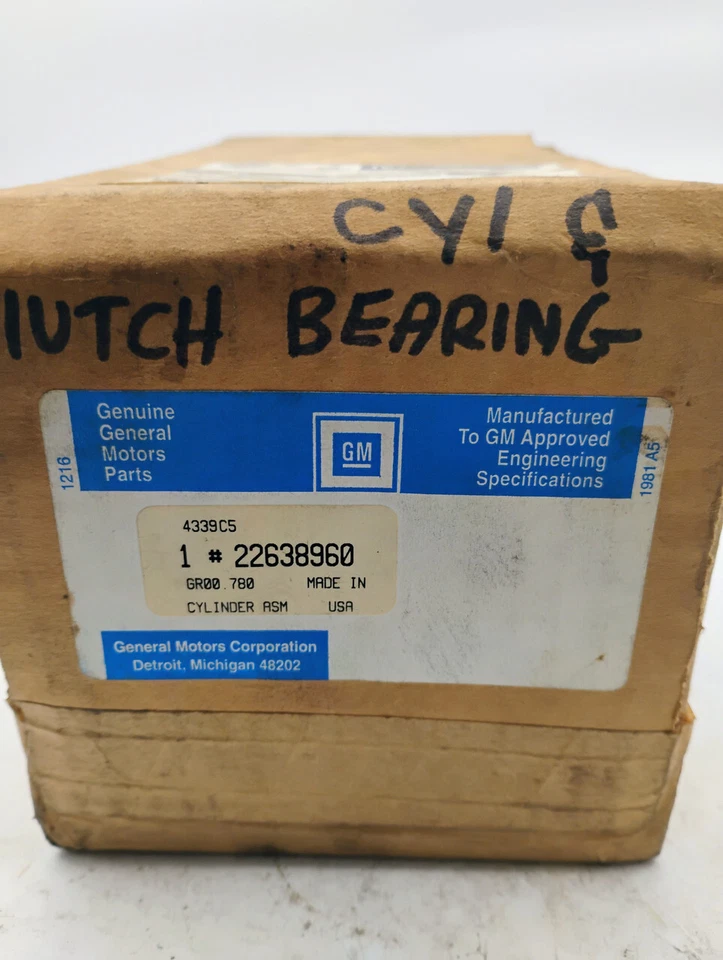 CYl &
lUTCH BEARING
Genuine
General
Motors
Parts
GM
Manufactured
To GM Approved
Engineering
Specifications
1216
1981 A5
4339C5
1 # 22638960
GR00.780 MADE IN
CYLINDER ASM USA
General Motors Corporation
Detroit, Michigan 48202